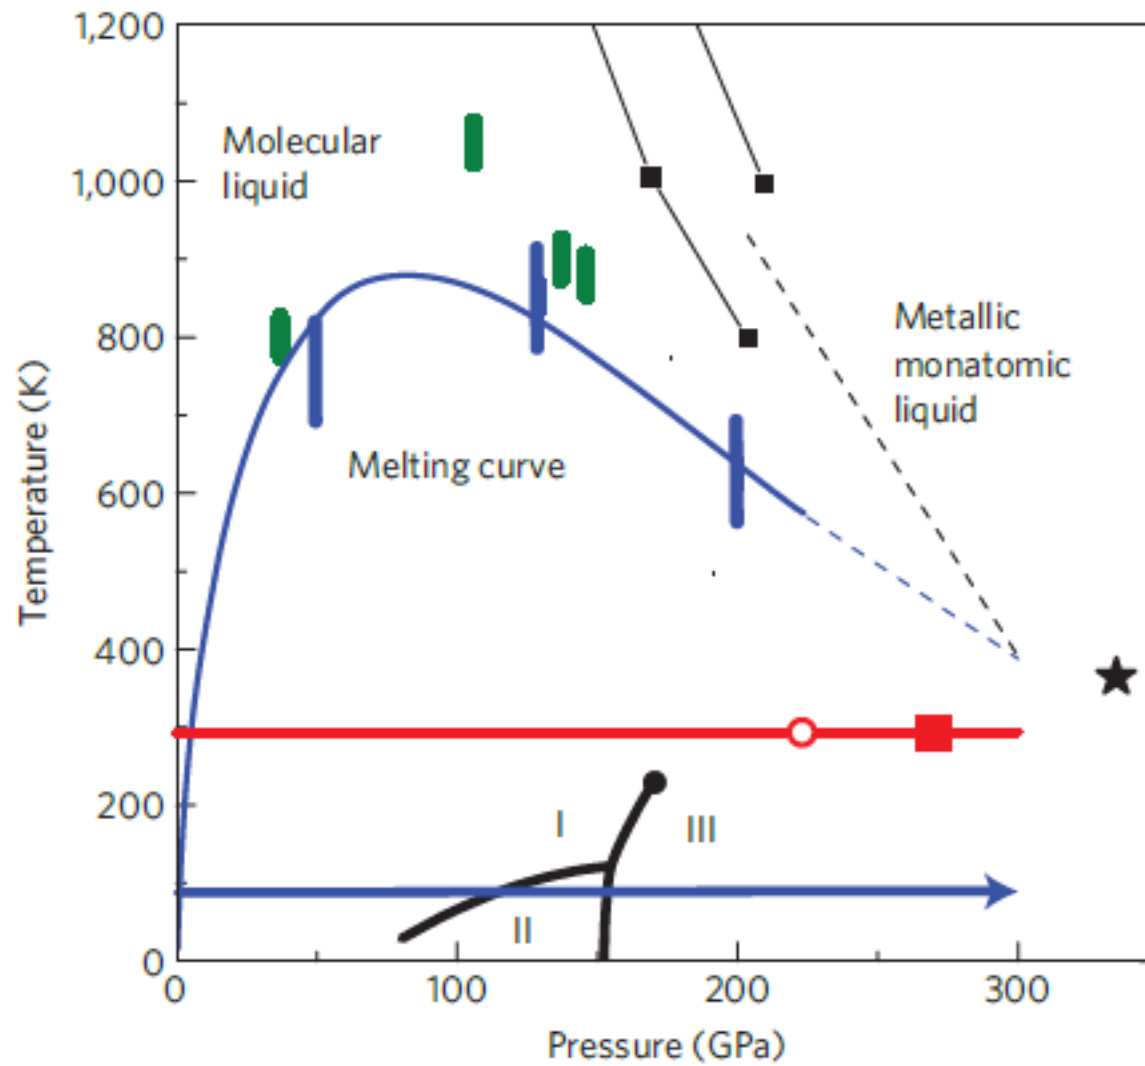 1,200
Molecular
liquid
1,000
800
Metallic
monatomic
liquid
Melting curve
600
400
200
I
III
II
0
0
100
200
300
Temperature (K)
Pressure (GPa)